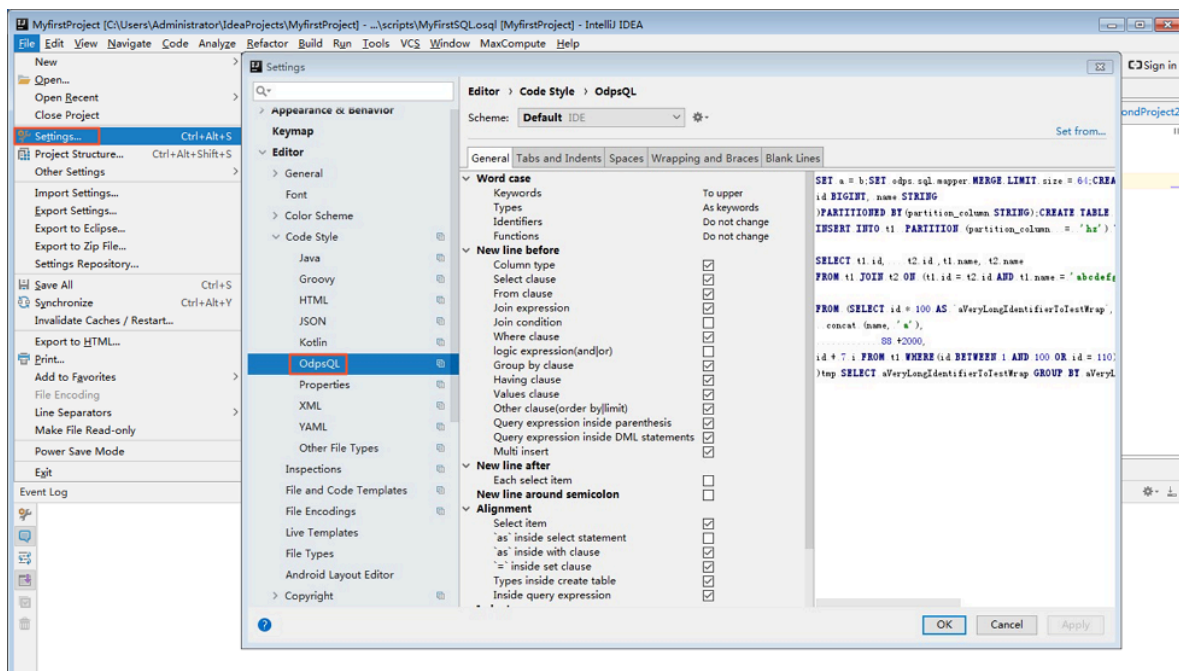 MyfirstProject [C:\Users\Administrator\IdeaProjects\MyfirstProject] - ...\scripts\MyFirstSQL.osql [MyfirstProject] - IntelliJ IDEA
File Edit View Navigate Code Analyze Refactor Build Run Tools VCS Window MaxCompute Help
New
Open...
Open Recent
Close Project
Settings... Ctrl+Alt+S
Project Structure... Ctrl+Alt+Shift+S
Other Settings
Import Settings...
Export Settings...
Export to Eclipse...
Export to Zip File...
Settings Repository...
Save All Ctrl+S
Synchronize Ctrl+Alt+Y
Invalidate Caches / Restart...
Export to HTML...
Print...
Add to Favorites
File Encoding
Line Separators
Make File Read-only
Power Save Mode
Exit
Event Log
Settings
Appearance & Behavior
Keymap
Editor
General
Font
Color Scheme
Code Style
Java
Groovy
HTML
JSON
Kotlin
OdpsQL
Properties
XML
YAML
Other File Types
Inspections
File and Code Templates
File Encodings
Live Templates
File Types
Android Layout Editor
Copyright
Editor > Code Style > OdpsQL
Scheme: Default IDE
Set from...
General Tabs and Indents Spaces Wrapping and Braces Blank Lines
Word case
Keywords To upper
Types As keywords
Identifiers Do not change
Functions Do not change
New line before
Column type
Select clause
From clause
Join expression
Join condition
Where clause
logic expression(and|or)
Group by clause
Having clause
Values clause
Other clause(order by|limit)
Query expression inside parenthesis
Query expression inside DML statements
Multi insert
New line after
Each select item
New line around semicolon
Alignment
Select item
`as` inside select statement
`as` inside with clause
`=` inside set clause
Types inside create table
Inside query expression
SET a = b;SET odps.sql.mapper.MERGE.LIMIT.size = 64;CREA
id BIGINT, name STRING
)PARTITIONED BY(partition_column STRING);CREATE TABLE
INSERT INTO t1 PARTITION (partition_column = 'hz')
SELECT t1.id, t2.id ,t1.name, t2.name
FROM t1 JOIN t2 ON (t1.id = t2.id AND t1.name = 'abcdefg
FROM (SELECT id + 100 AS `aVeryLongIdentifierToTestWrap`,
concat (name, 'a'),
88 +2000,
id + 7 i FROM t1 WHERE(id BETWEEN 1 AND 100 OR id = 110)
)tmp SELECT aVeryLongIdentifierToTestWrap GROUP BY aVeryL
OK Cancel Apply
Sign in
ondProject2